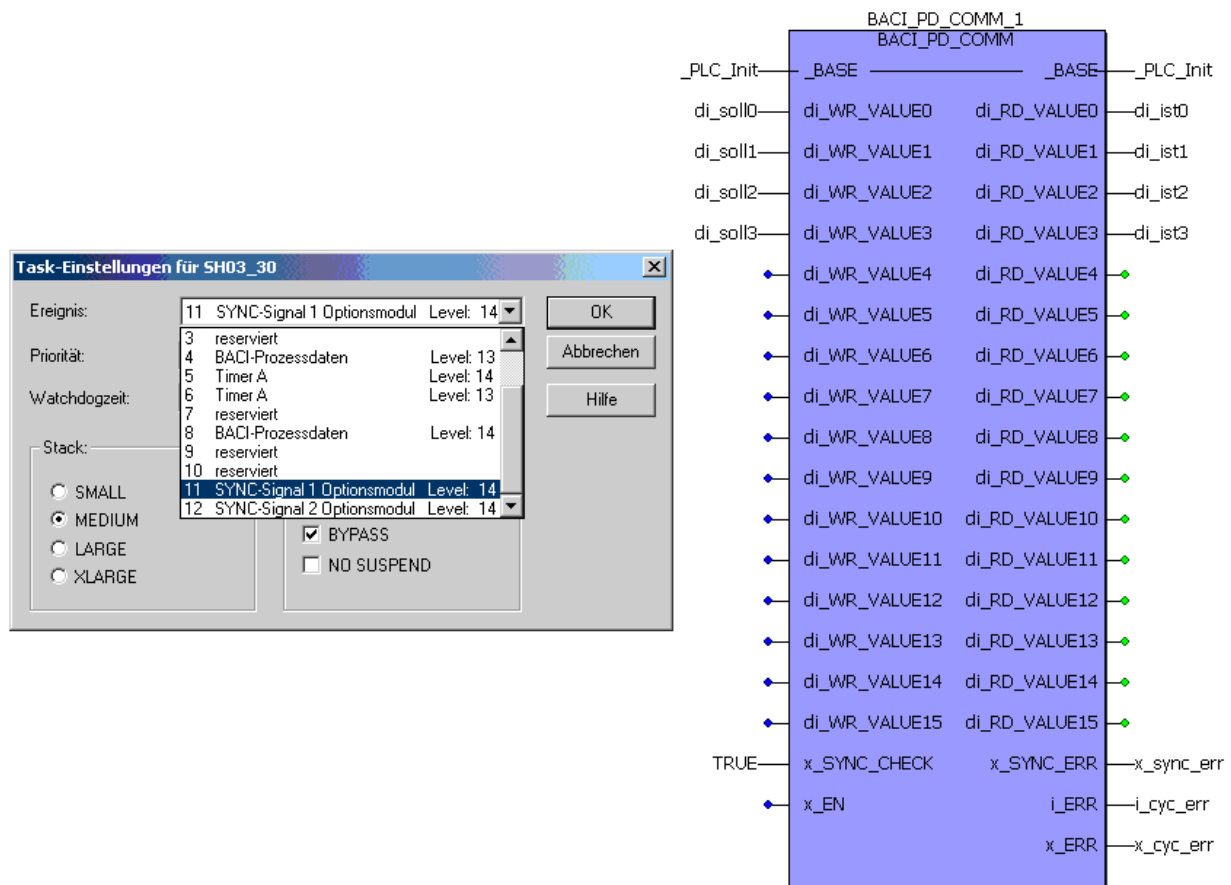 Task-Einstellungen für SH03_30
Ereignis:
11 SYNC-Signal 1 Optionsmodul Level: 14
OK
Priorität:
Abbrechen
Watchdogzeit:
Hilfe
3 reserviert
4 BACI-Prozessdaten Level: 13
5 Timer A Level: 14
6 Timer A Level: 13
7 reserviert
8 BACI-Prozessdaten Level: 14
9 reserviert
10 reserviert
11 SYNC-Signal 1 Optionsmodul Level: 14
12 SYNC-Signal 2 Optionsmodul Level: 14
Stack:
SMALL
MEDIUM
LARGE
XLARGE
BYPASS
NO SUSPEND
BACI_PD_COMM_1
BACI_PD_COMM
_PLC_Init _BASE _BASE _PLC_Init
di_soll0 di_WR_VALUE0 di_RD_VALUE0 di_ist0
di_soll1 di_WR_VALUE1 di_RD_VALUE1 di_ist1
di_soll2 di_WR_VALUE2 di_RD_VALUE2 di_ist2
di_soll3 di_WR_VALUE3 di_RD_VALUE3 di_ist3
di_WR_VALUE4 di_RD_VALUE4
di_WR_VALUE5 di_RD_VALUE5
di_WR_VALUE6 di_RD_VALUE6
di_WR_VALUE7 di_RD_VALUE7
di_WR_VALUE8 di_RD_VALUE8
di_WR_VALUE9 di_RD_VALUE9
di_WR_VALUE10 di_RD_VALUE10
di_WR_VALUE11 di_RD_VALUE11
di_WR_VALUE12 di_RD_VALUE12
di_WR_VALUE13 di_RD_VALUE13
di_WR_VALUE14 di_RD_VALUE14
di_WR_VALUE15 di_RD_VALUE15
TRUE x_SYNC_CHECK x_SYNC_ERR x_sync_err
x_EN i_ERR i_cyc_err
x_ERR x_cyc_err